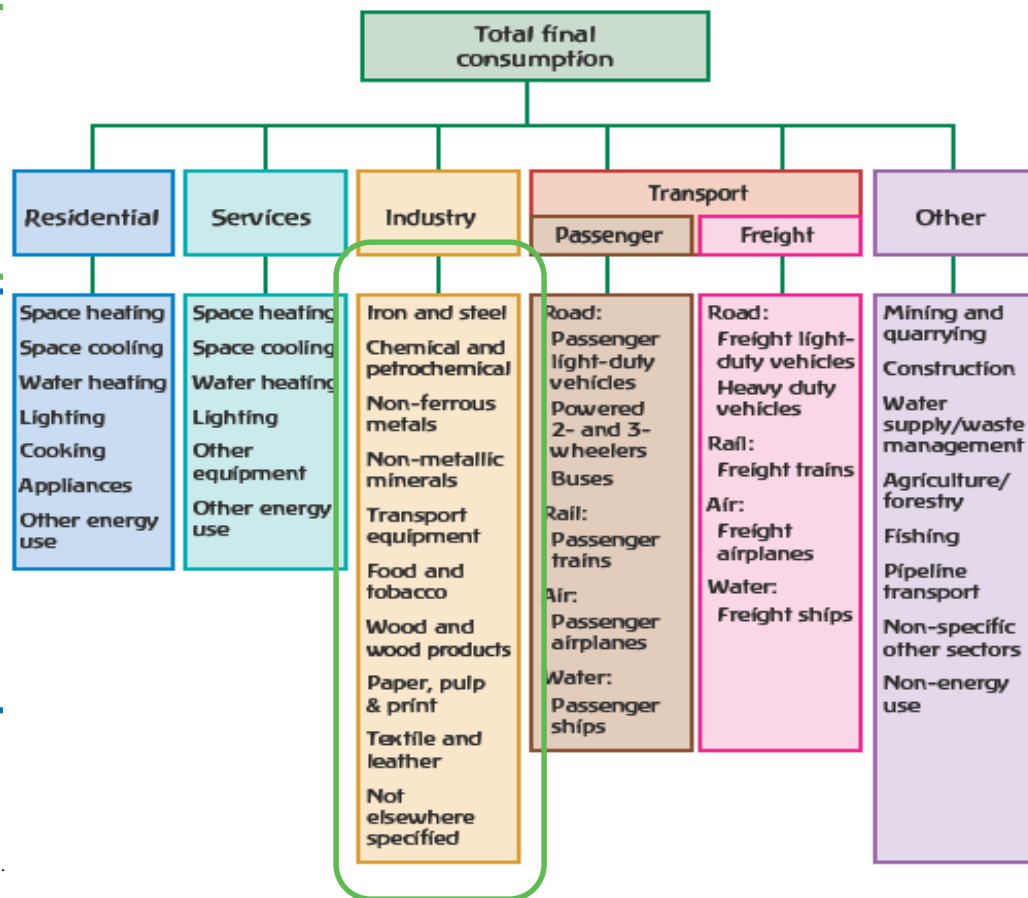 Total final
consumption
Residential
Services
Industry
Transport
Passenger
Freight
Other
Space heating
Space cooling
Water heating
Lighting
Cooking
Appliances
Other energy
use
Space heating
Space cooling
Water heating
Lighting
Other
equipment
Other energy
use
Iron and steel
Chemical and
petrochemical
Non-ferrous
metals
Non-metallic
minerals
Transport
equipment
Food and
tobacco
Wood and
wood products
Paper, pulp
& print
Textile and
leather
Not
elsewhere
specified
Road:
Passenger
light-duty
vehicles
Powered
2- and 3-
wheelers
Buses
Rail:
Passenger
trains
Air:
Passenger
airplanes
Water:
Passenger
ships
Road:
Freight light-
duty vehicles
Heavy duty
vehicles
Rail:
Freight trains
Air:
Freight
airplanes
Water:
Freight ships
Mining and
quarrying
Construction
Water
supply/waste
management
Agriculture/
forestry
Fishing
Pipeline
transport
Non-specific
other sectors
Non-energy
use